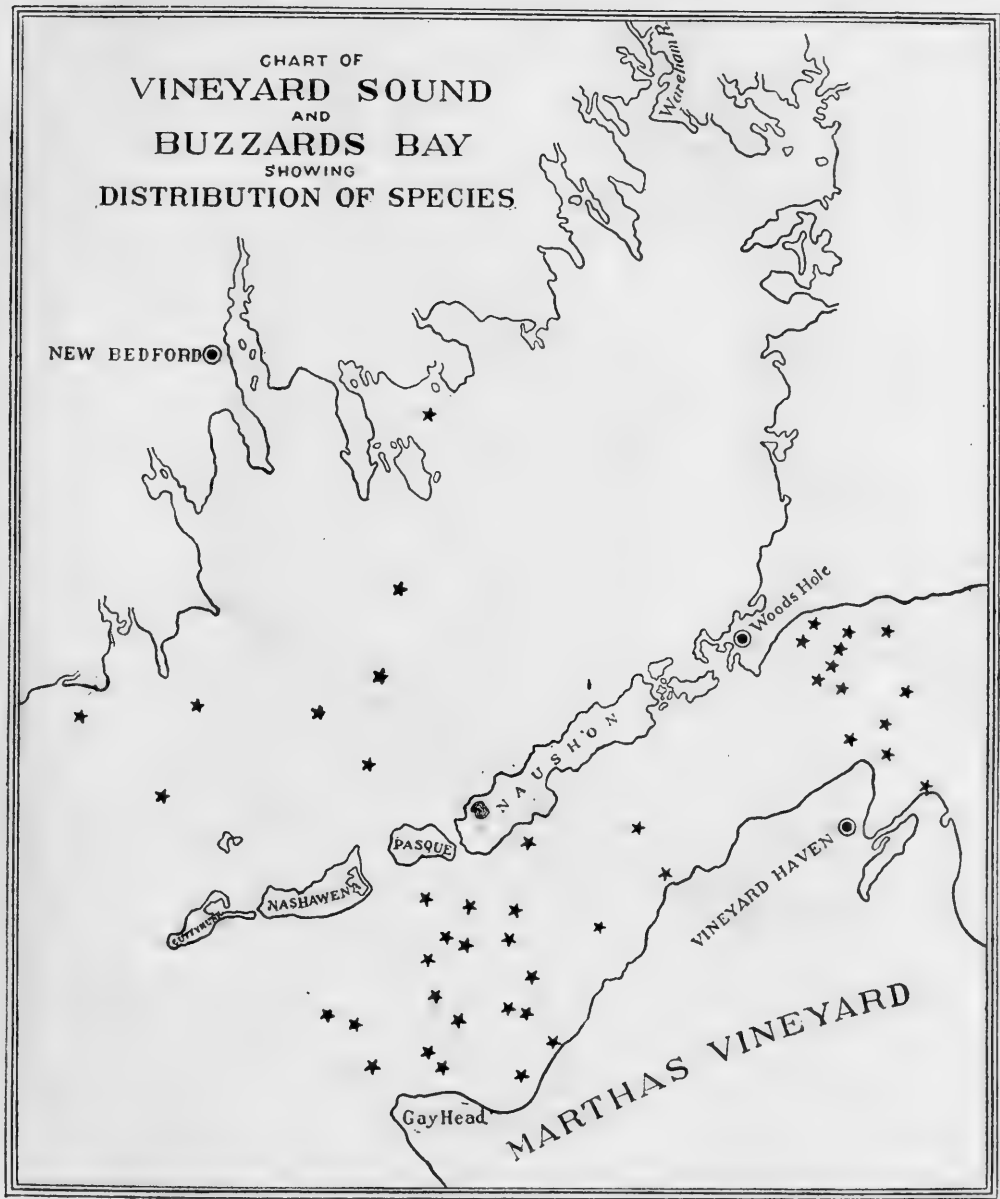 CHART OF
VINEYARD SOUND
AND
BUZZARDS BAY
SHOWING
DISTRIBUTION OF SPECIES
Wareham R.
NEW BEDFORD
Woods Hole
NAUSHON
PASQUE
NASHAWENA
CUTTYHUNK
VINEYARD HAVEN
MARTHAS VINEYARD
Gay Head